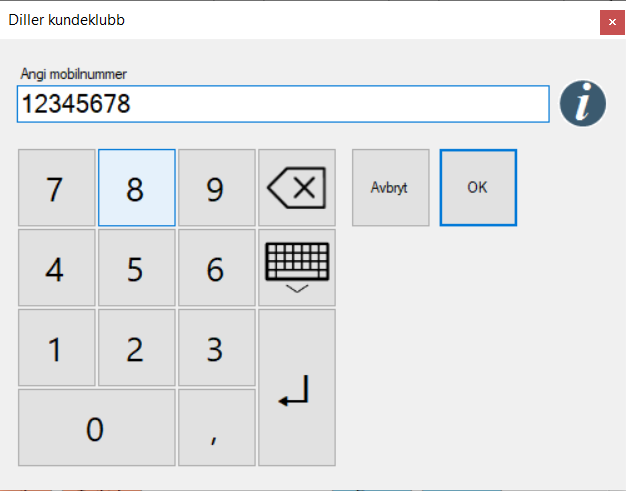 Diller kundeklubb
Angi mobilnummer
12345678
i
7 8 9 Avbryt OK
4 5 6
1 2 3
0 ,